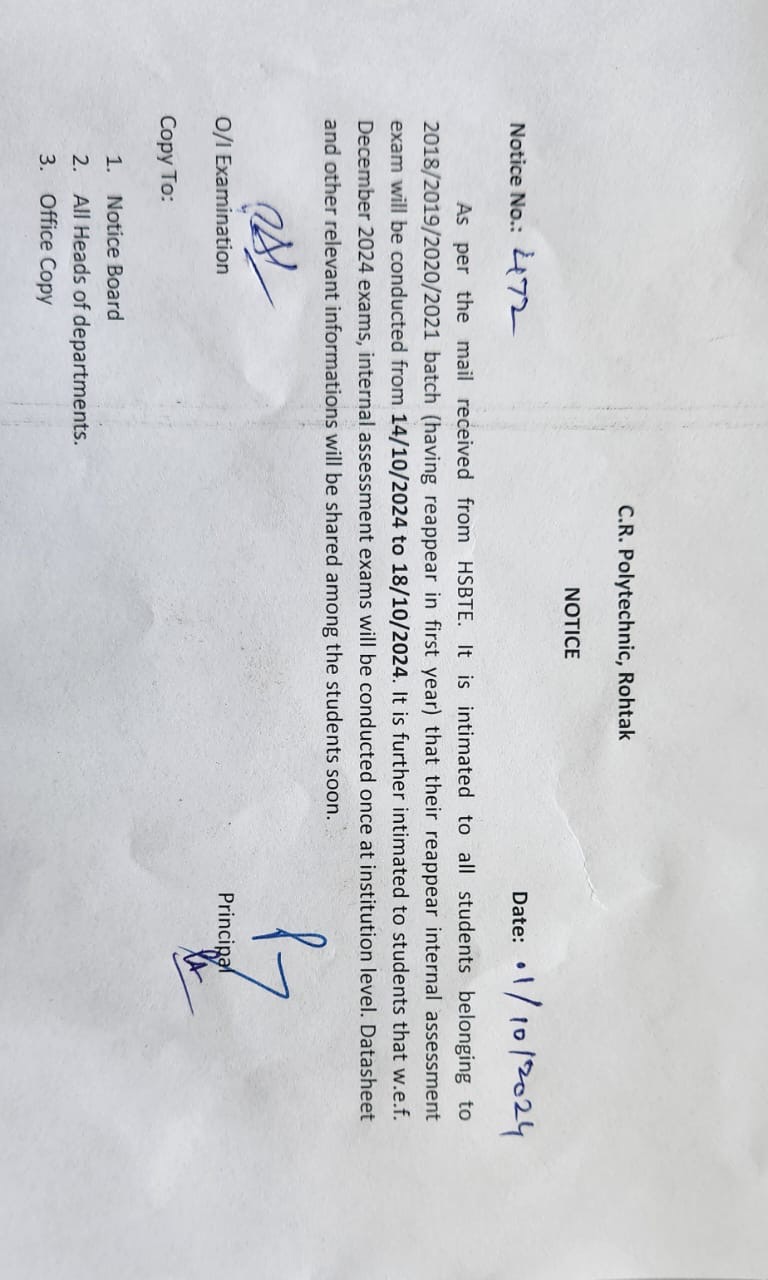 C.R. Polytechnic, Rohtak
NOTICE
Notice No.: 472 Date: 01/10/2024
As per the mail received from HSBTE. It is intimated to all students belonging to
2018/2019/2020/2021 batch (having reappear in first year) that their reappear internal assessment
exam will be conducted from 14/10/2024 to 18/10/2024. It is further intimated to students that w.e.f.
December 2024 exams, internal assessment exams will be conducted once at institution level. Datasheet
and other relevant informations will be shared among the students soon.
O/I Examination Principal
Copy To:
1. Notice Board
2. All Heads of departments.
3. Office Copy